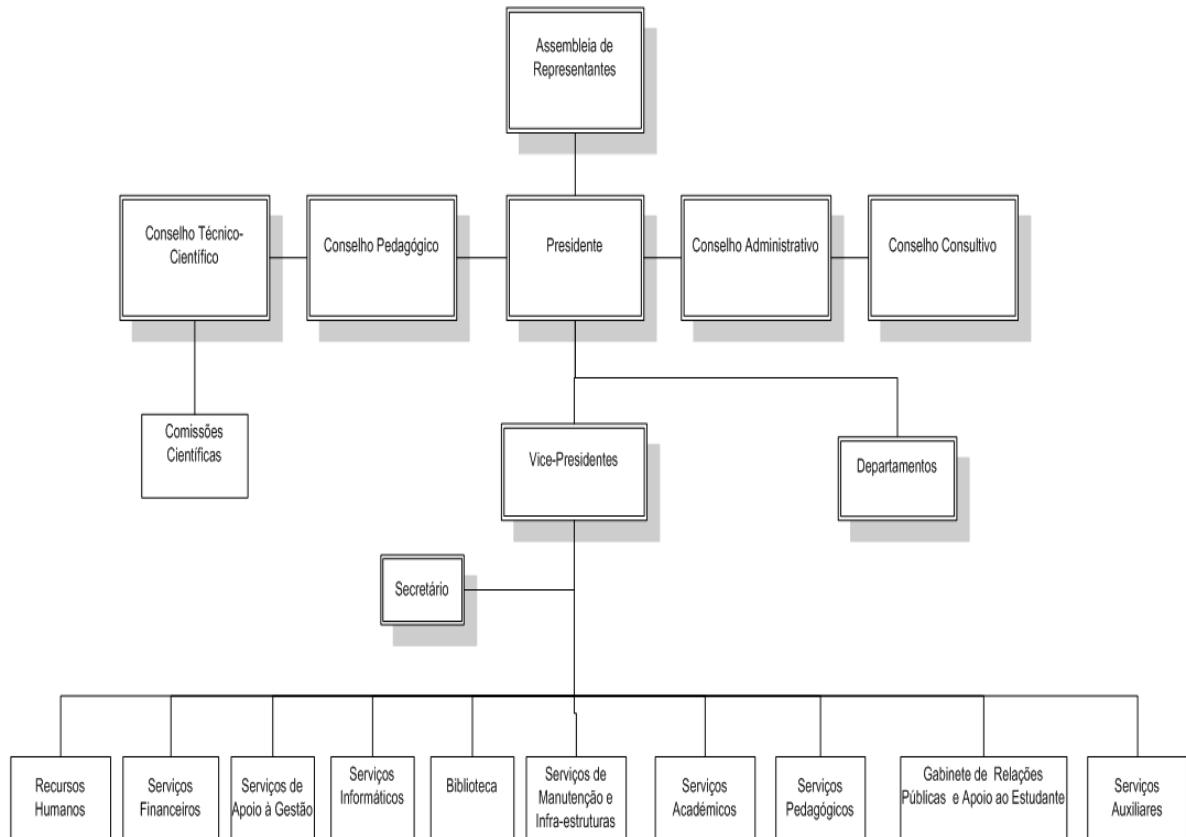 Assembleia de
Representantes
Conselho Técnico-
Científico
Conselho Pedagógico
Presidente
Conselho Administrativo
Conselho Consultivo
Comissões
Científicas
Vice-Presidentes
Departamentos
Secretário
Recursos
Humanos
Serviços
Financeiros
Serviços de
Apoio à Gestão
Serviços
Informáticos
Biblioteca
Serviços de
Manutenção e
Infra-estruturas
Serviços
Académicos
Serviços
Pedagógicos
Gabinete de Relações
Públicas e Apoio ao Estudante
Serviços
Auxiliares